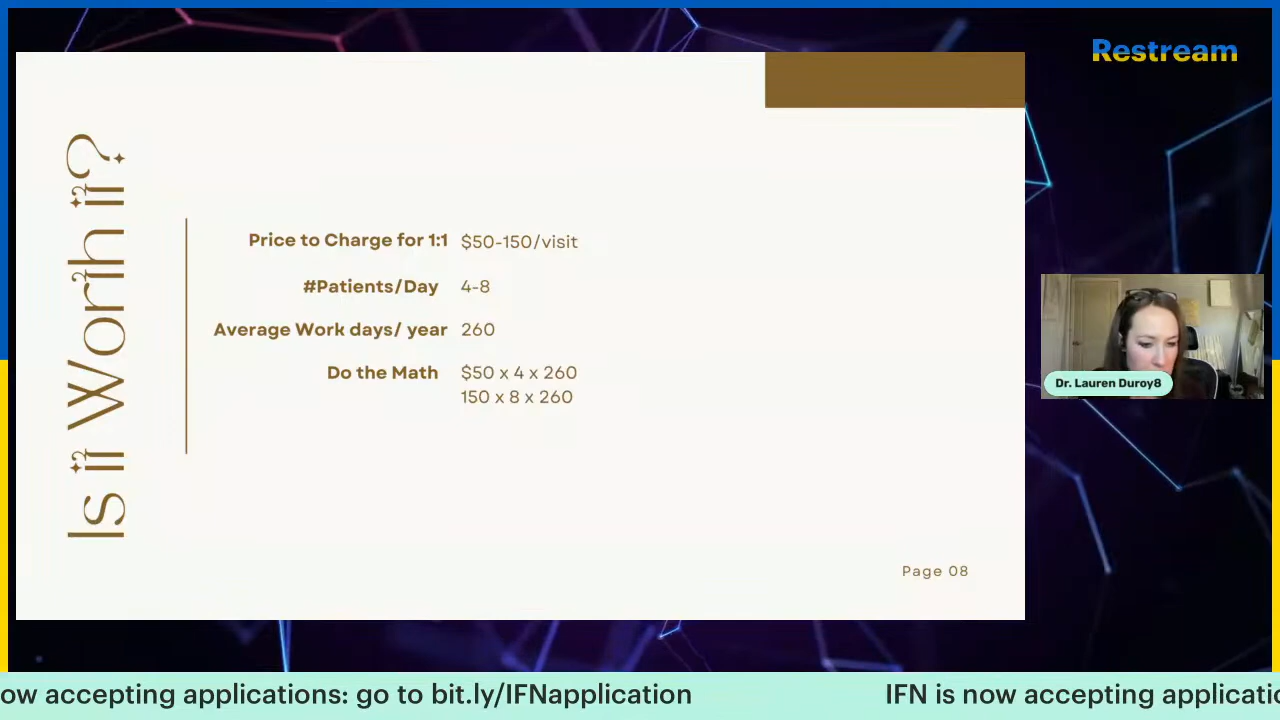 Restream
Is it Worth it?
Price to Charge for 1:1 $50-150/visit
#Patients/Day 4-8
Average Work days/ year 260
Do the Math $50 x 4 x 260
150 x 8 x 260
Page 08
Dr. Lauren Duroy8
ow accepting applications: go to bit.ly/IFNapplication IFN is now accepting applicatic